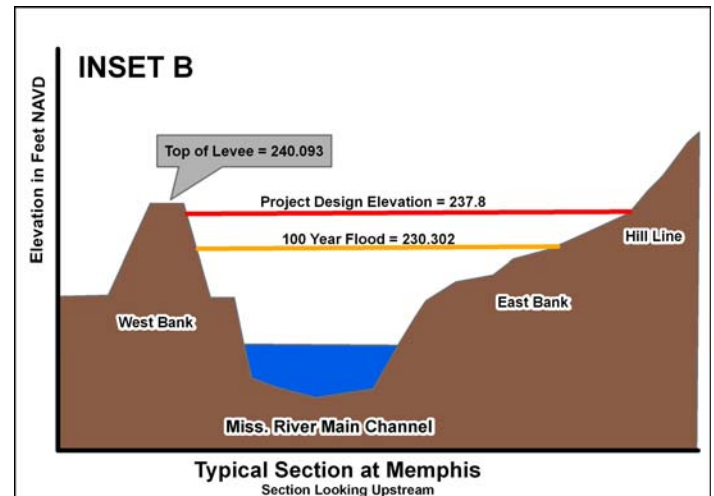 INSET B
Elevation in Feet NAVD
Top of Levee = 240.093
Project Design Elevation = 237.8
100 Year Flood = 230.302
Hill Line
West Bank
East Bank
Miss. River Main Channel
Typical Section at Memphis
Section Looking Upstream